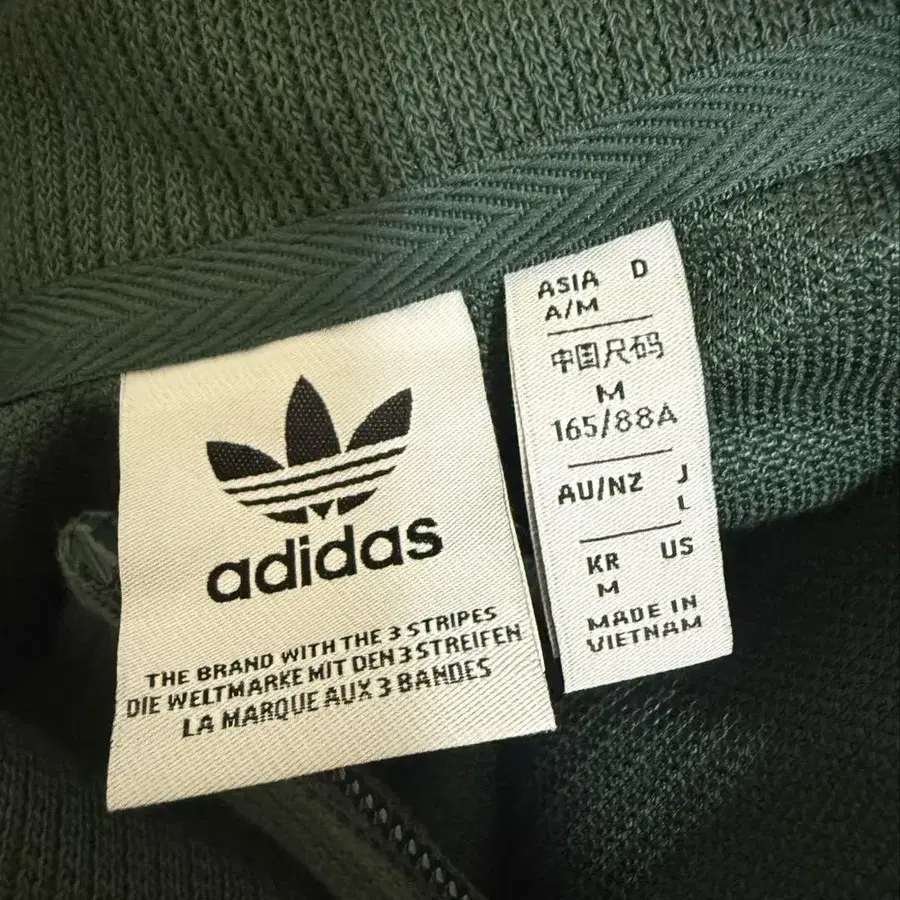 adidas
THE BRAND WITH THE 3 STRIPES
DIE WELTMARKE MIT DEN 3 STREIFEN
LA MARQUE AUX 3 BANDES
ASIA D
A/M
中国尺码
M
165/88A
AU/NZ J
L
KR US
M
MADE IN
VIETNAM